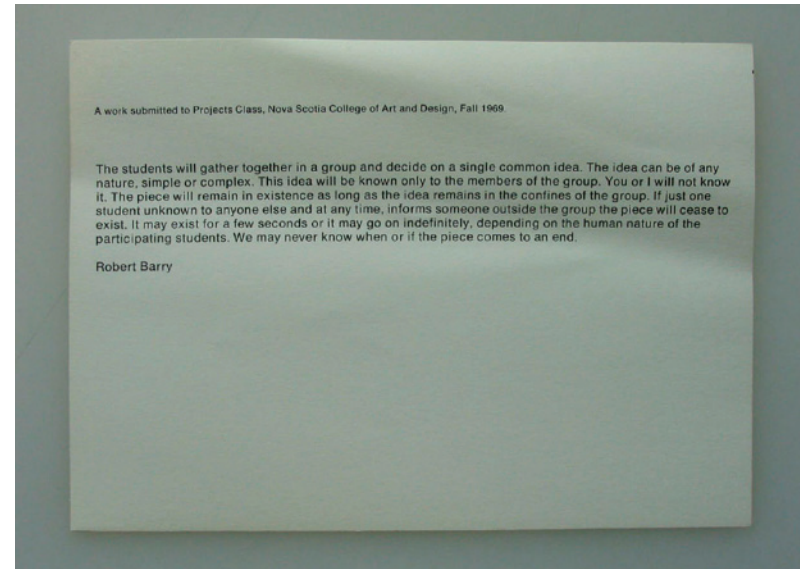 A work submitted to Projects Class, Nova Scotia College of Art and Design, Fall 1969.
The students will gather together in a group and decide on a single common idea. The idea can be of any
nature, simple or complex. This idea will be known only to the members of the group. You or I will not know
it. The piece will remain in existence as long as the idea remains in the confines of the group. If just one
student unknown to anyone else and at any time, informs someone outside the group the piece will cease to
exist. It may exist for a few seconds or it may go on indefinitely, depending on the human nature of the
participating students. We may never know when or if the piece comes to an end.
Robert Barry